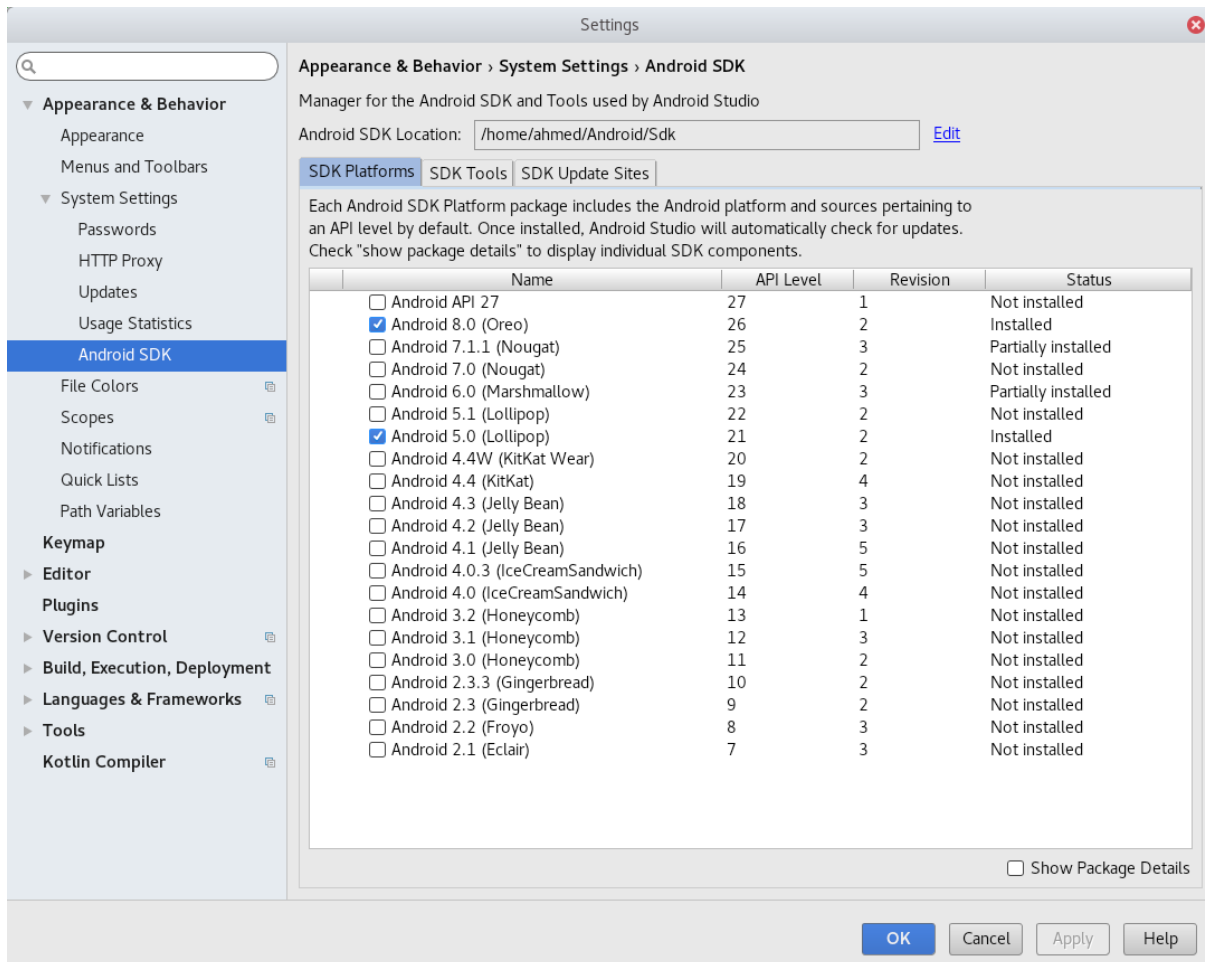 Settings
Appearance & Behavior
Appearance
Menus and Toolbars
System Settings
Passwords
HTTP Proxy
Updates
Usage Statistics
Android SDK
File Colors
Scopes
Notifications
Quick Lists
Path Variables
Keymap
Editor
Plugins
Version Control
Build, Execution, Deployment
Languages & Frameworks
Tools
Kotlin Compiler
Appearance & Behavior › System Settings › Android SDK
Manager for the Android SDK and Tools used by Android Studio
Android SDK Location: /home/ahmed/Android/Sdk Edit
SDK Platforms SDK Tools SDK Update Sites
Each Android SDK Platform package includes the Android platform and sources pertaining to
an API level by default. Once installed, Android Studio will automatically check for updates.
Check "show package details" to display individual SDK components.
Name API Level Revision Status
Android API 27 27 1 Not installed
Android 8.0 (Oreo) 26 2 Installed
Android 7.1.1 (Nougat) 25 3 Partially installed
Android 7.0 (Nougat) 24 2 Not installed
Android 6.0 (Marshmallow) 23 3 Partially installed
Android 5.1 (Lollipop) 22 2 Not installed
Android 5.0 (Lollipop) 21 2 Installed
Android 4.4W (KitKat Wear) 20 2 Not installed
Android 4.4 (KitKat) 19 4 Not installed
Android 4.3 (Jelly Bean) 18 3 Not installed
Android 4.2 (Jelly Bean) 17 3 Not installed
Android 4.1 (Jelly Bean) 16 5 Not installed
Android 4.0.3 (IceCreamSandwich) 15 5 Not installed
Android 4.0 (IceCreamSandwich) 14 4 Not installed
Android 3.2 (Honeycomb) 13 1 Not installed
Android 3.1 (Honeycomb) 12 3 Not installed
Android 3.0 (Honeycomb) 11 2 Not installed
Android 2.3.3 (Gingerbread) 10 2 Not installed
Android 2.3 (Gingerbread) 9 2 Not installed
Android 2.2 (Froyo) 8 3 Not installed
Android 2.1 (Eclair) 7 3 Not installed
Show Package Details
OK Cancel Apply Help